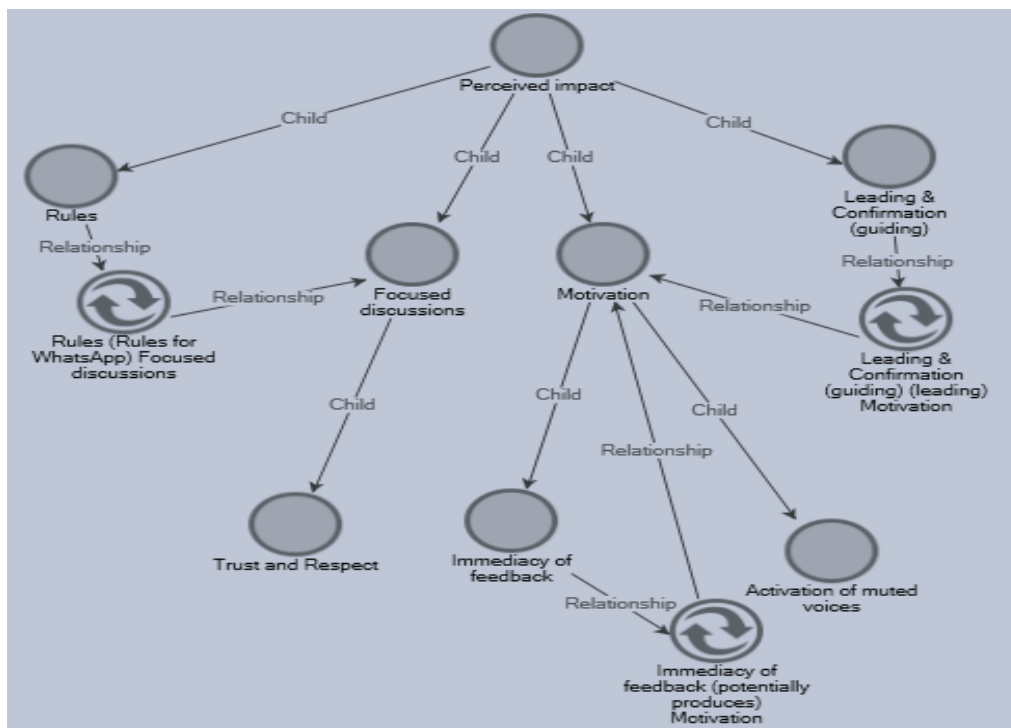 Perceived impact
Child
Child
Child
Child
Rules
Leading &
Confirmation
(guiding)
Relationship
Relationship
Focused
discussions
Motivation
Relationship
Relationship
Rules (Rules for
WhatsApp) Focused
discussions
Leading &
Confirmation
(guiding) (leading)
Motivation
Child
Child
Child
Relationship
Trust and Respect
Immediacy of
feedback
Activation of muted
voices
Relationship
Immediacy of
feedback (potentially
produces)
Motivation